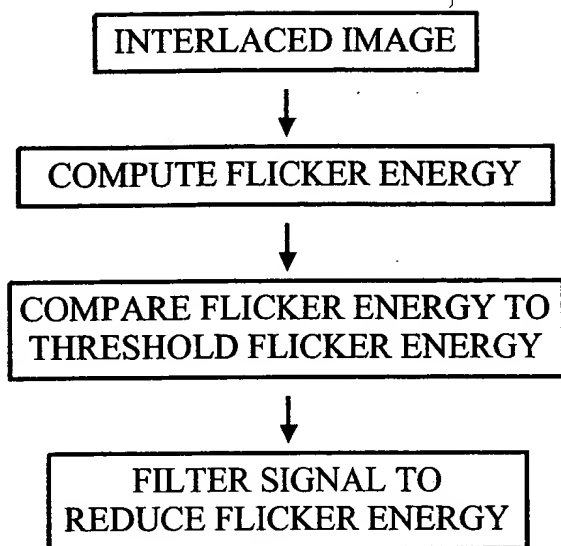 INTERLACED IMAGE
COMPUTE FLICKER ENERGY
COMPARE FLICKER ENERGY TO
THRESHOLD FLICKER ENERGY
FILTER SIGNAL TO
REDUCE FLICKER ENERGY